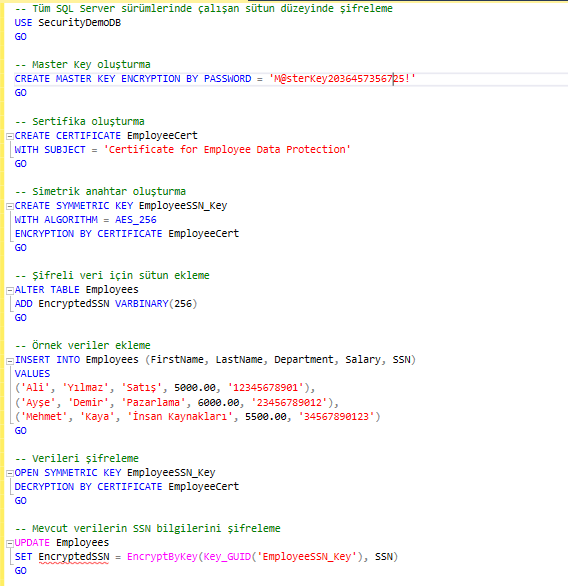 -- Tüm SQL Server sürümlerinde çalışan sütun düzeyinde şifreleme
USE SecurityDemoDB
GO
-- Master Key oluşturma
CREATE MASTER KEY ENCRYPTION BY PASSWORD = 'M@sterKey2036457356725!'
GO
-- Sertifika oluşturma
CREATE CERTIFICATE EmployeeCert
WITH SUBJECT = 'Certificate for Employee Data Protection'
GO
-- Simetrik anahtar oluşturma
CREATE SYMMETRIC KEY EmployeeSSN_Key
WITH ALGORITHM = AES_256
ENCRYPTION BY CERTIFICATE EmployeeCert
GO
-- Şifreli veri için sütun ekleme
ALTER TABLE Employees
ADD EncryptedSSN VARBINARY(256)
GO
-- Örnek veriler ekleme
INSERT INTO Employees (FirstName, LastName, Department, Salary, SSN)
VALUES
('Ali', 'Yılmaz', 'Satış', 5000.00, '12345678901'),
('Ayşe', 'Demir', 'Pazarlama', 6000.00, '23456789012'),
('Mehmet', 'Kaya', 'İnsan Kaynakları', 5500.00, '34567890123')
GO
-- Verileri şifreleme
OPEN SYMMETRIC KEY EmployeeSSN_Key
DECRYPTION BY CERTIFICATE EmployeeCert
GO
-- Mevcut verilerin SSN bilgilerini şifreleme
UPDATE Employees
SET EncryptedSSN = EncryptByKey(Key_GUID('EmployeeSSN_Key'), SSN)
GO